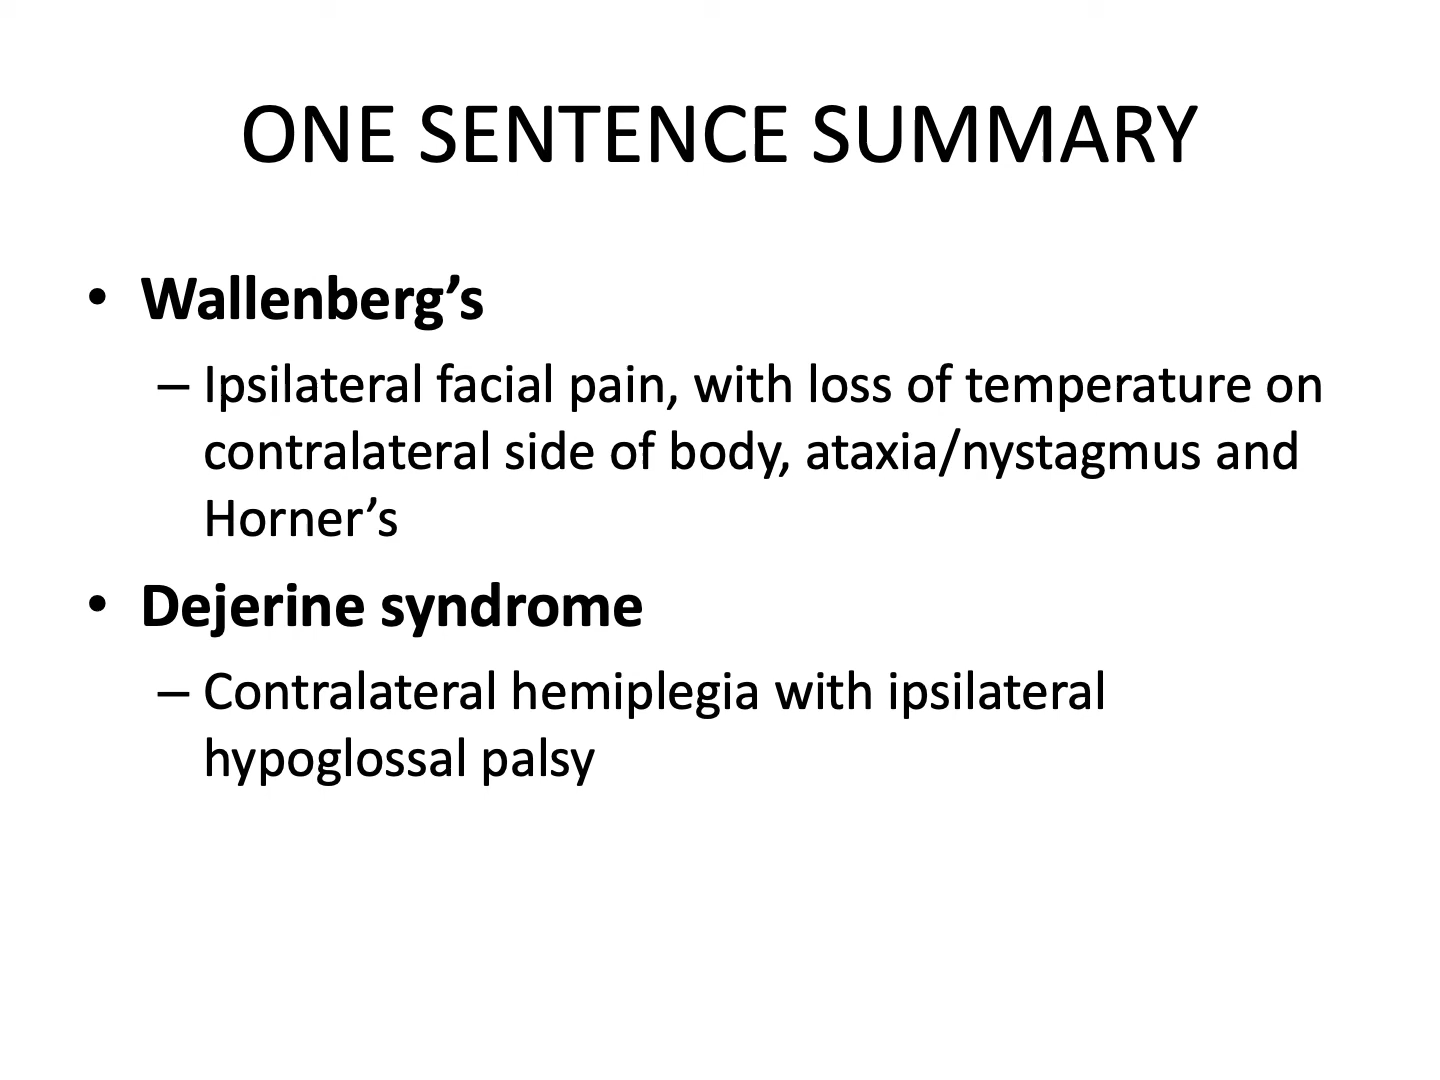 ONE SENTENCE SUMMARY
• Wallenberg’s
– Ipsilateral facial pain, with loss of temperature on
contralateral side of body, ataxia/nystagmus and
Horner’s
• Dejerine syndrome
– Contralateral hemiplegia with ipsilateral
hypoglossal palsy